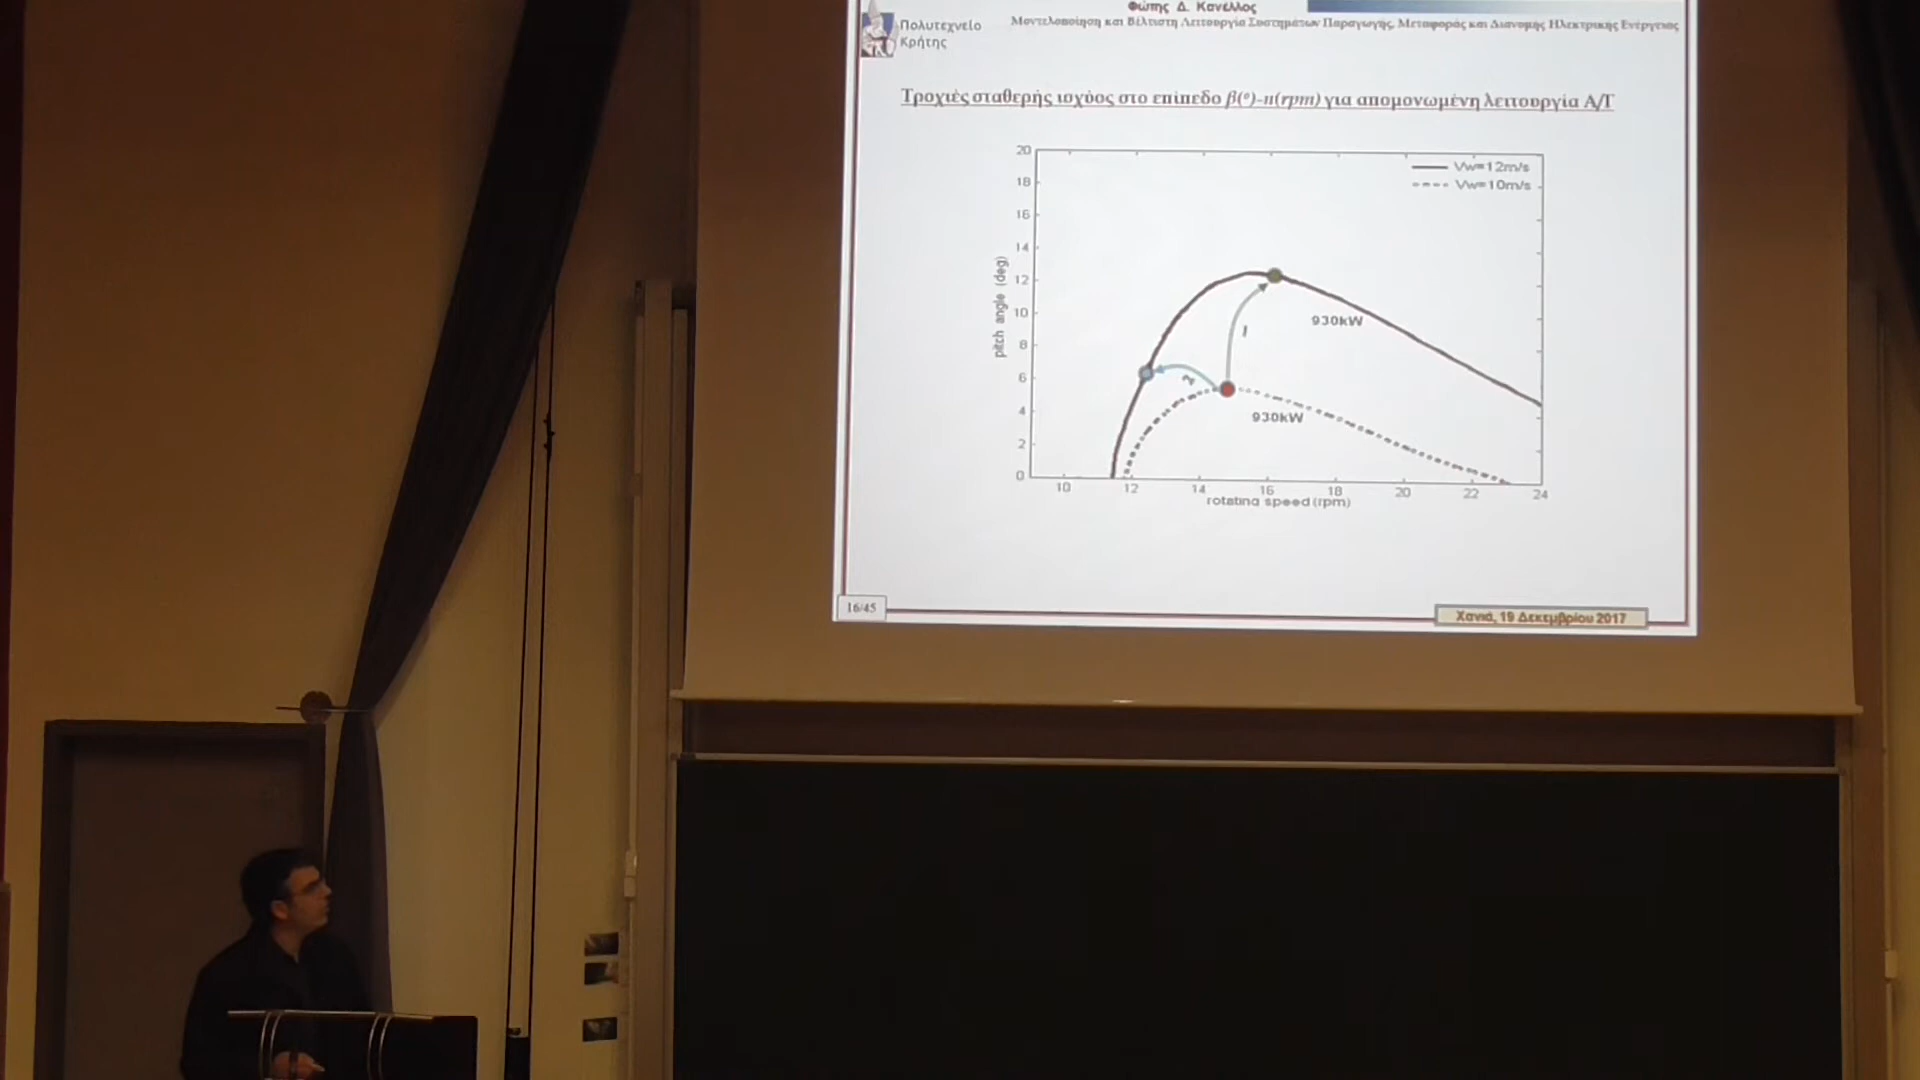 Φώτης Δ. Κανέλλος
Μοντελοποίηση και Βέλτιστη Λειτουργία Συστημάτων Παραγωγής, Μεταφοράς και Διανομής Ηλεκτρικής Ενέργειας
Πολυτεχνείο
Κρήτης
Τροχιές σταθερής ισχύος στο επίπεδο β(°)-n(rpm) για απομονωμένη λειτουργία Α/Γ
Vw=12m/s
Vw=10m/s
20
18
16
14
12
10
8
6
4
2
0
pitch angle (deg)
930kW
1
2
930kW
10 12 14 16 18 20 22 24
rotating speed (rpm)
16/45
Χανιά, 19 Δεκεμβρίου 2017